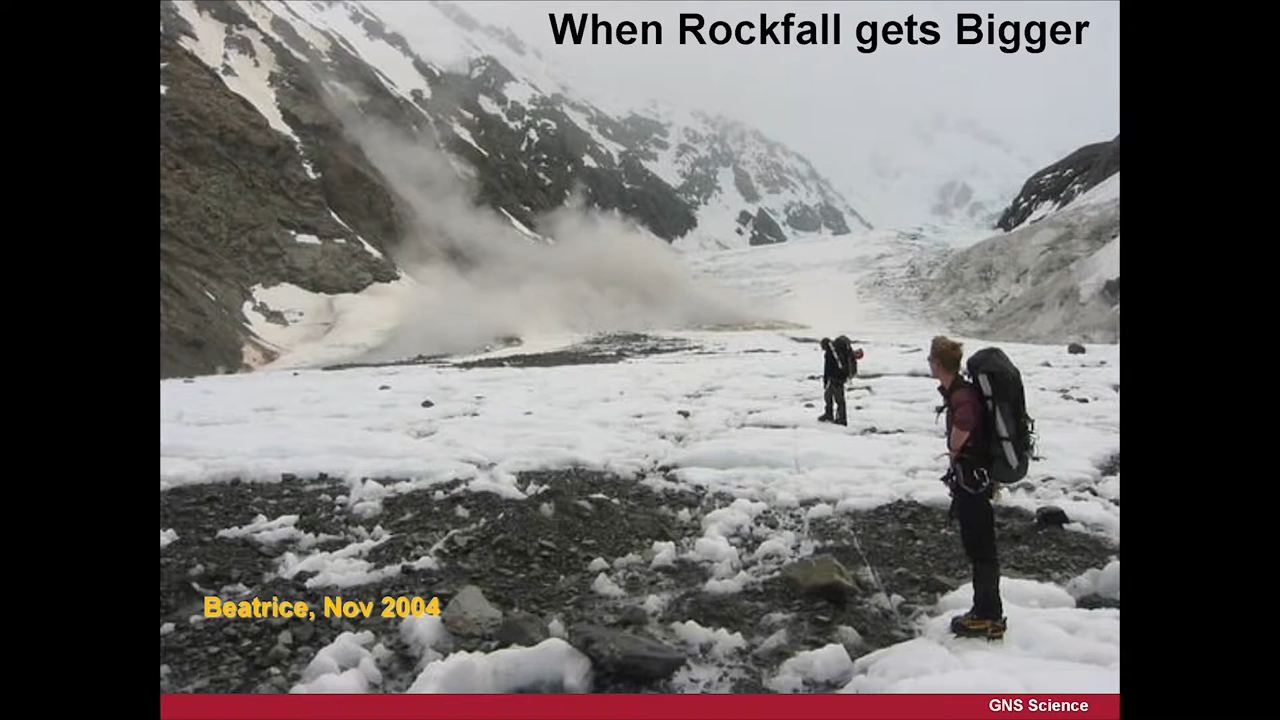 When Rockfall gets Bigger
Beatrice, Nov 2004
GNS Science